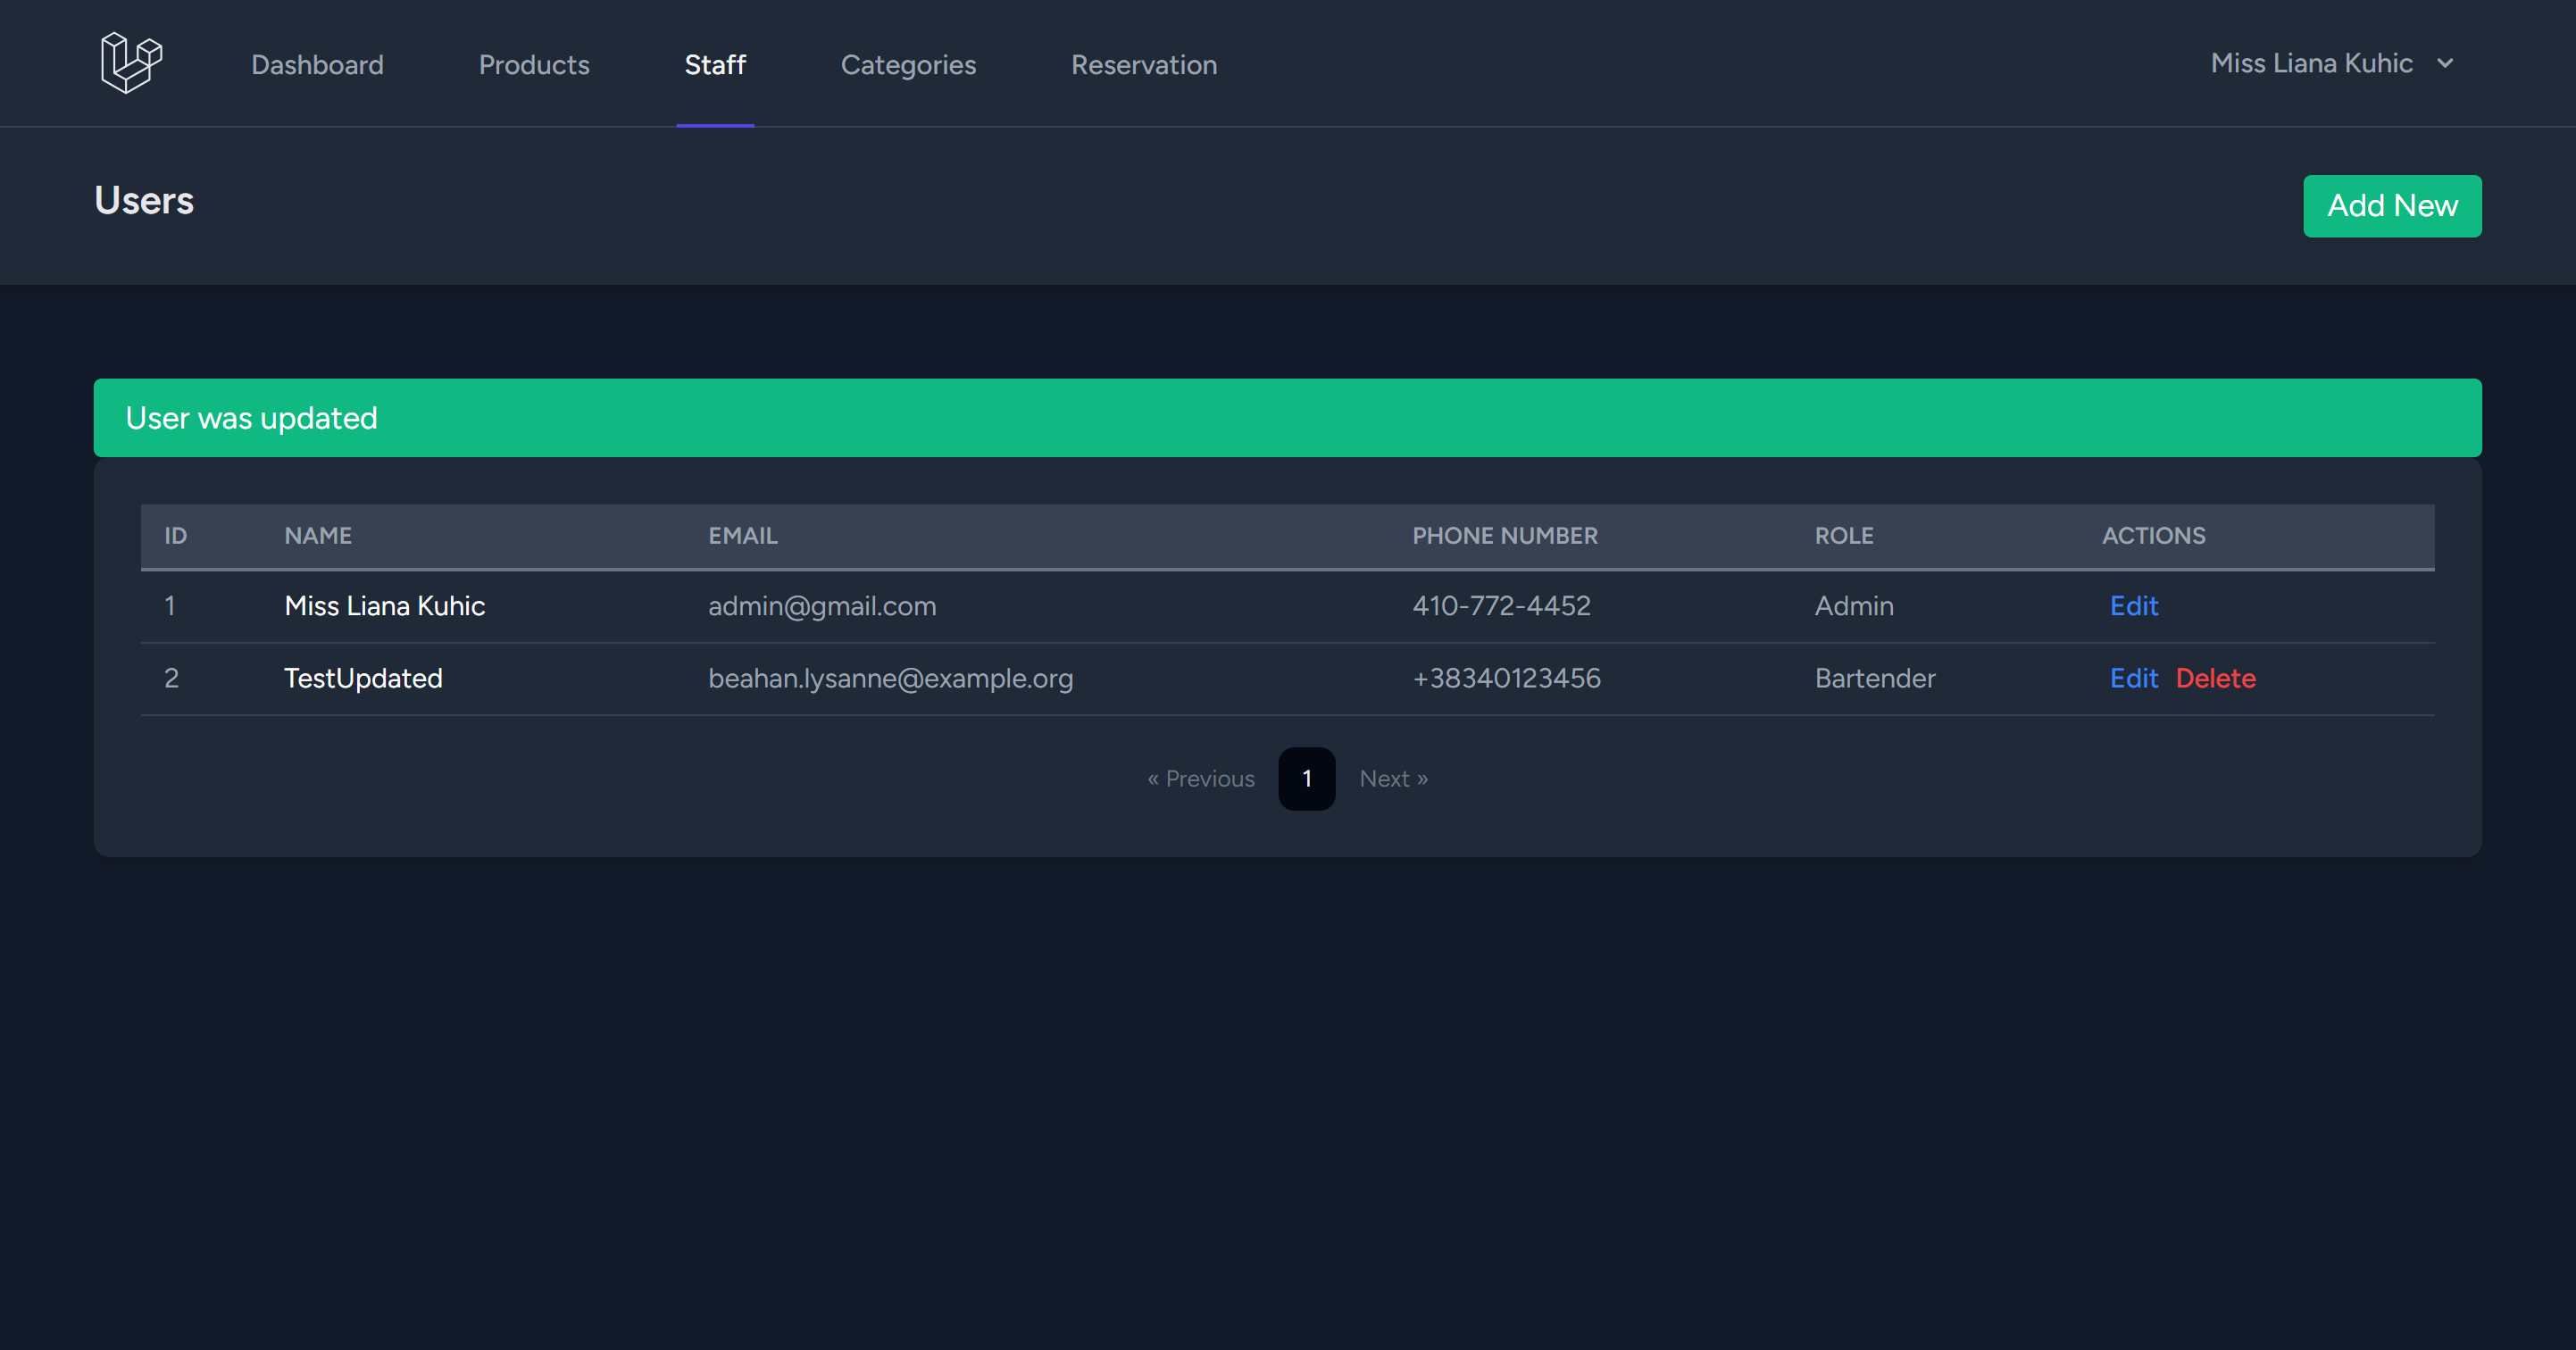 Dashboard Products Staff Categories Reservation Miss Liana Kuhic
Users Add New
User was updated
ID NAME EMAIL PHONE NUMBER ROLE ACTIONS
1 Miss Liana Kuhic admin@gmail.com 410-772-4452 Admin Edit
2 TestUpdated beahan.lysanne@example.org +38340123456 Bartender Edit Delete
« Previous 1 Next »